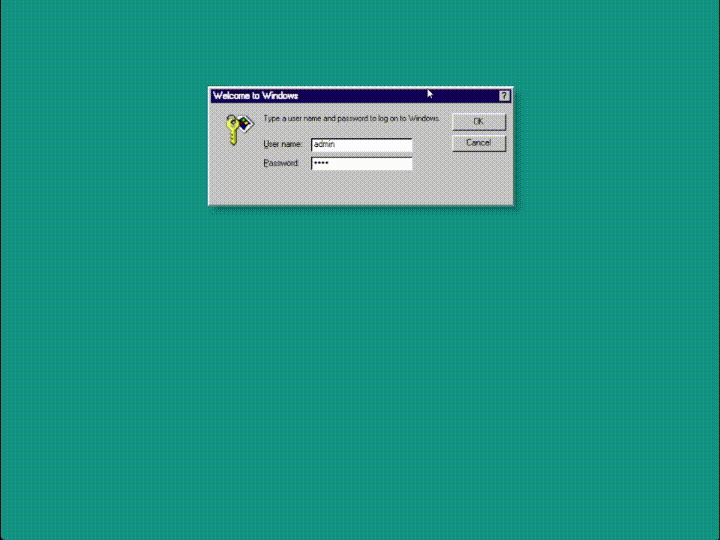 Welcome to Windows
?
Type a user name and password to log on to Windows.
OK
User name: admin
Cancel
Password: ••••